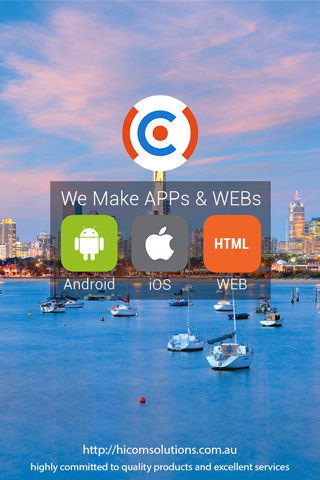 We Make APPs & WEBs
HTML
Android iOS WEB
http://hicomsolutions.com.au
highly committed to quality products and excellent services